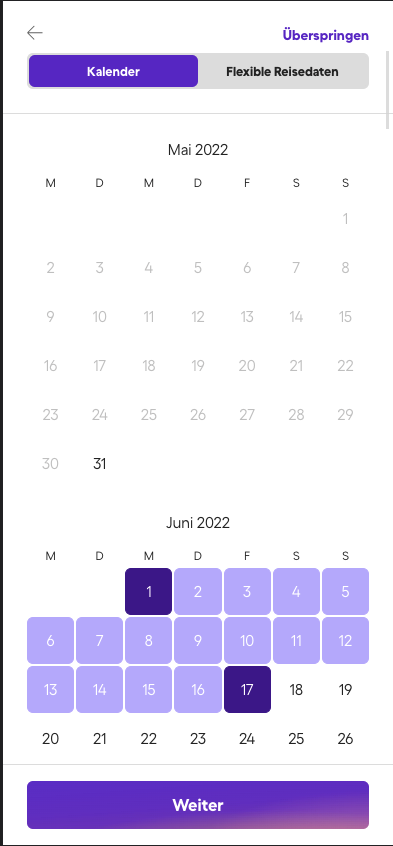 Überspringen
Kalender Flexible Reisedaten
Mai 2022
M D M D F S S
1
2 3 4 5 6 7 8
9 10 11 12 13 14 15
16 17 18 19 20 21 22
23 24 25 26 27 28 29
30 31
Juni 2022
M D M D F S S
1 2 3 4 5
6 7 8 9 10 11 12
13 14 15 16 17 18 19
20 21 22 23 24 25 26
Weiter